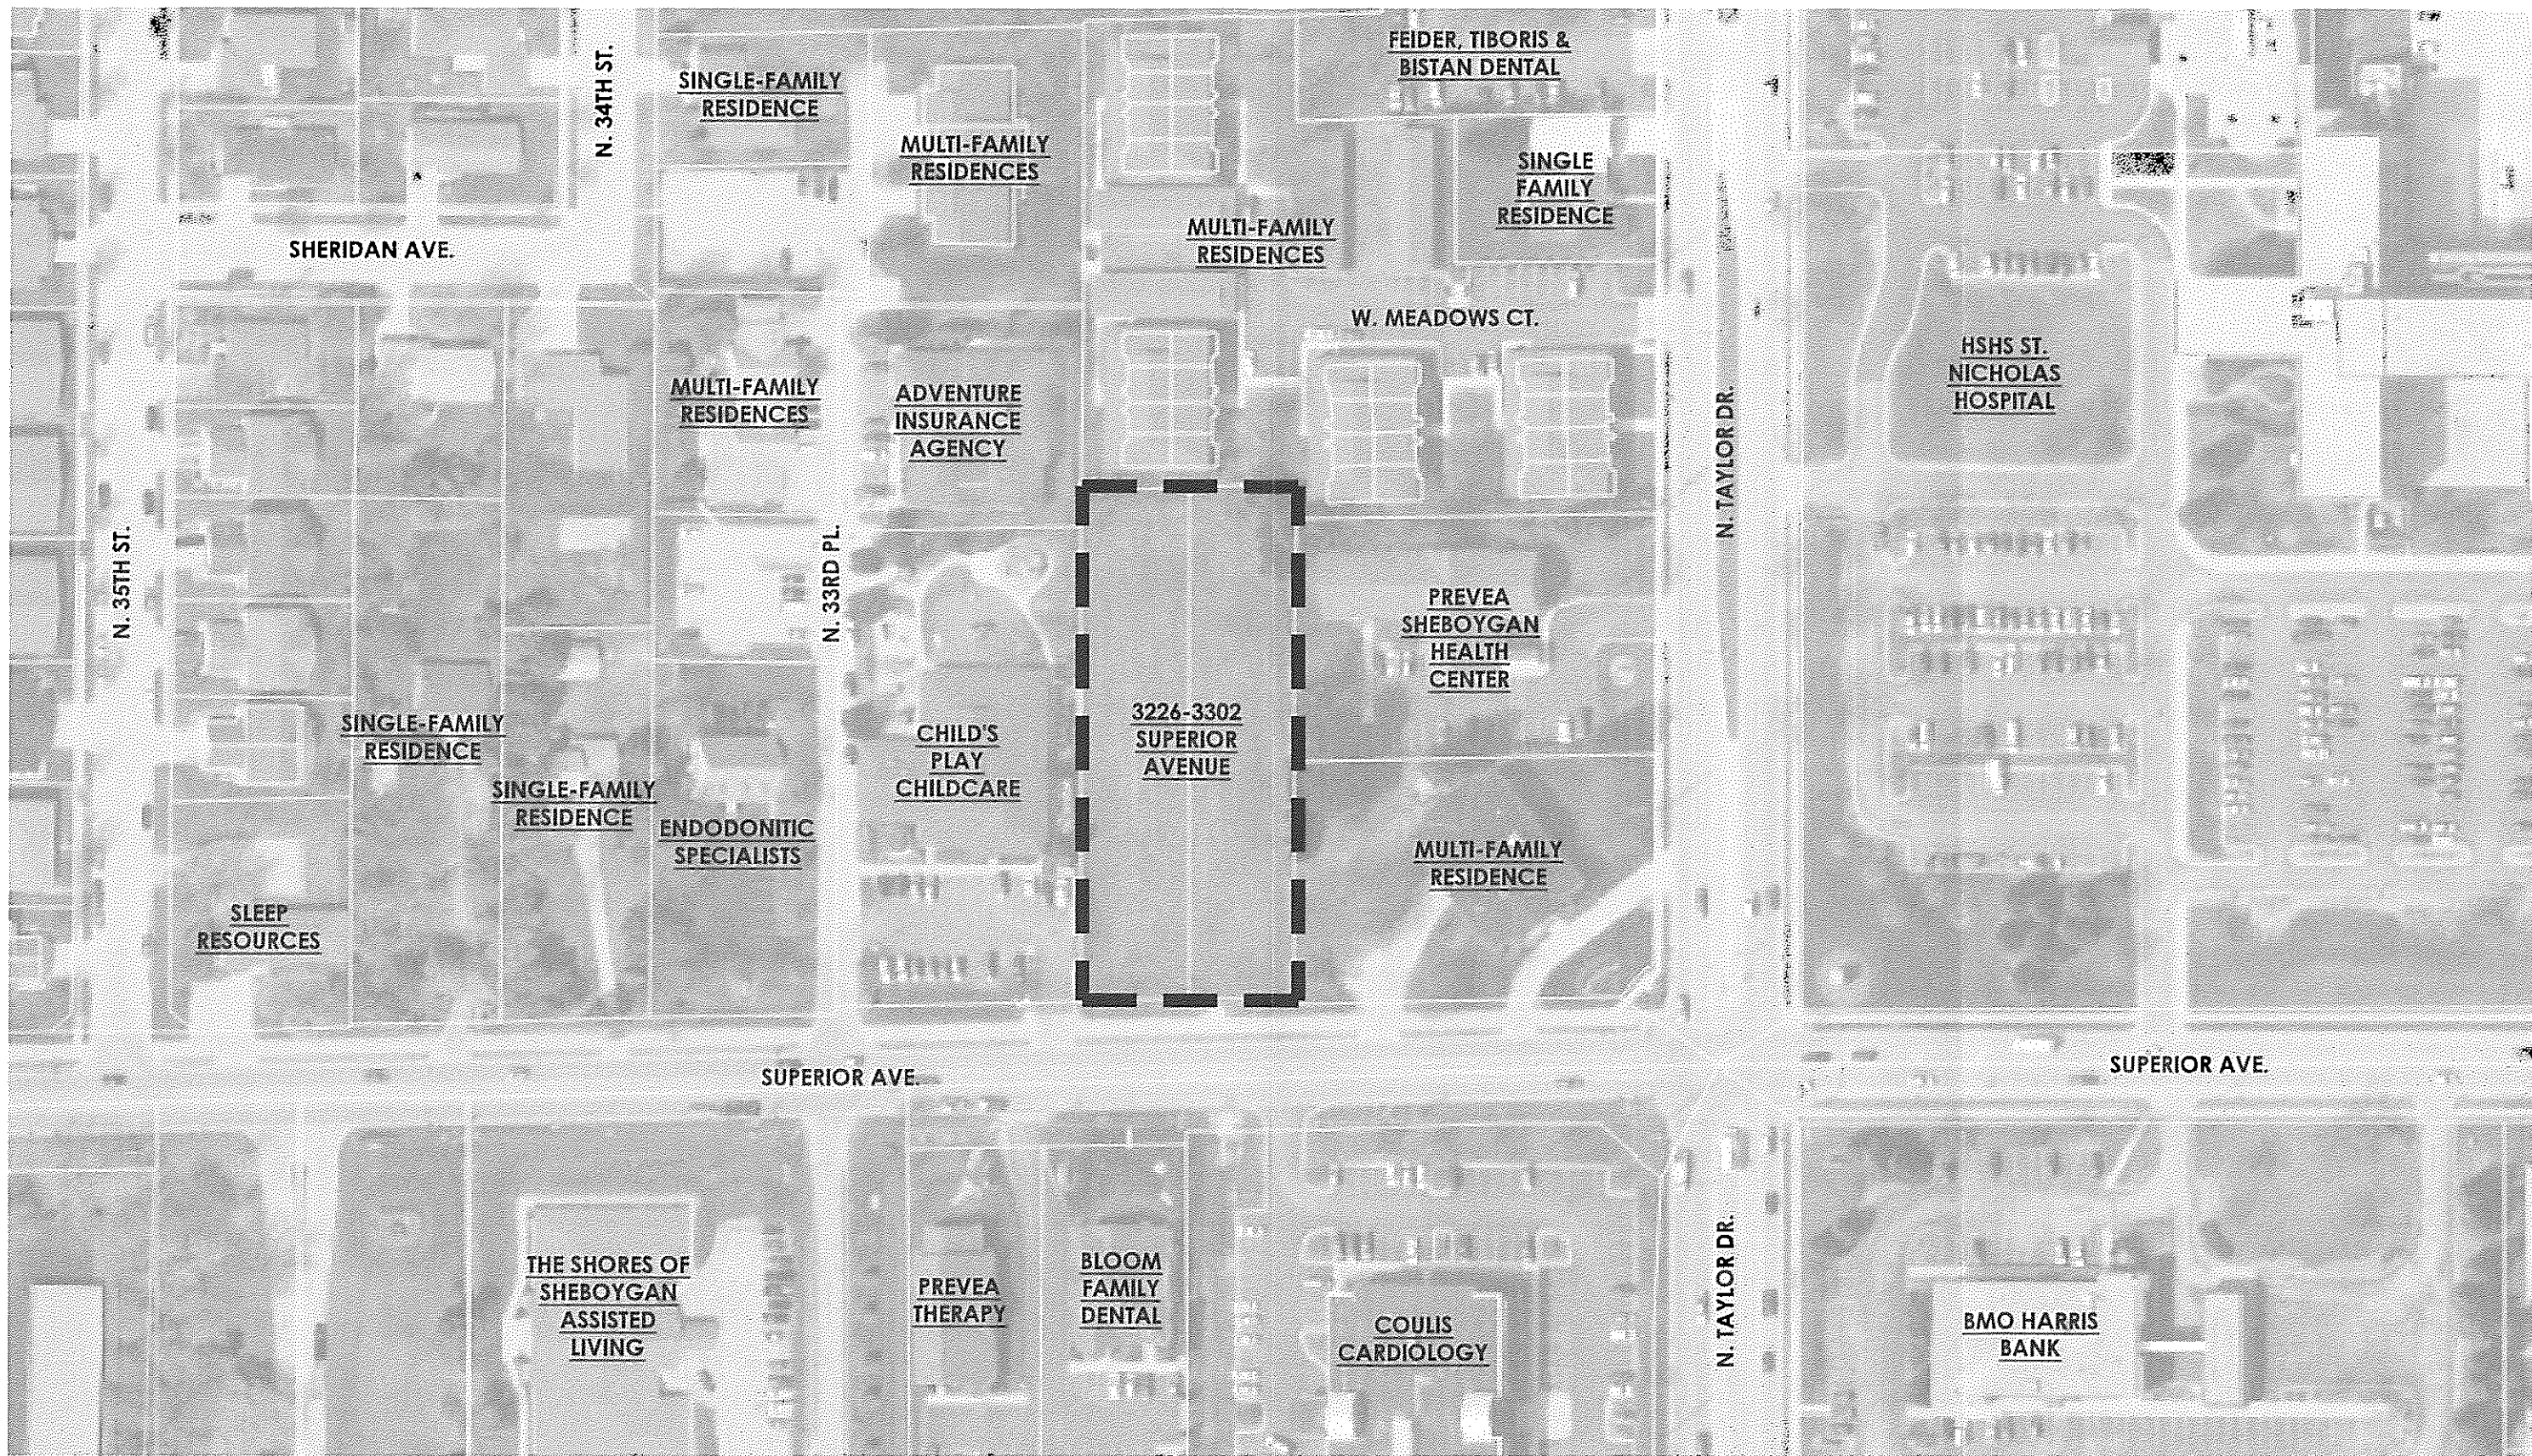 FEIDER, TIBORIS &
BISTAN DENTAL
N. 34TH ST.
SINGLE-FAMILY
RESIDENCE
MULTI-FAMILY
RESIDENCES
SINGLE
FAMILY
RESIDENCE
MULTI-FAMILY
RESIDENCES
SHERIDAN AVE.
W. MEADOWS CT.
HSHS ST.
NICHOLAS
HOSPITAL
MULTI-FAMILY
RESIDENCES
ADVENTURE
INSURANCE
AGENCY
N. TAYLOR DR.
N. 35TH ST.
N. 33RD PL.
PREVEA
SHEBOYGAN
HEALTH
CENTER
3226-3302
SUPERIOR
AVENUE
SINGLE-FAMILY
RESIDENCE
CHILD'S
PLAY
CHILDCARE
SINGLE-FAMILY
RESIDENCE
ENDODONITIC
SPECIALISTS
MULTI-FAMILY
RESIDENCE
SLEEP
RESOURCES
SUPERIOR AVE.
SUPERIOR AVE.
THE SHORES OF
SHEBOYGAN
ASSISTED
LIVING
PREVEA
THERAPY
BLOOM
FAMILY
DENTAL
COULIS
CARDIOLOGY
N. TAYLOR DR.
BMO HARRIS
BANK